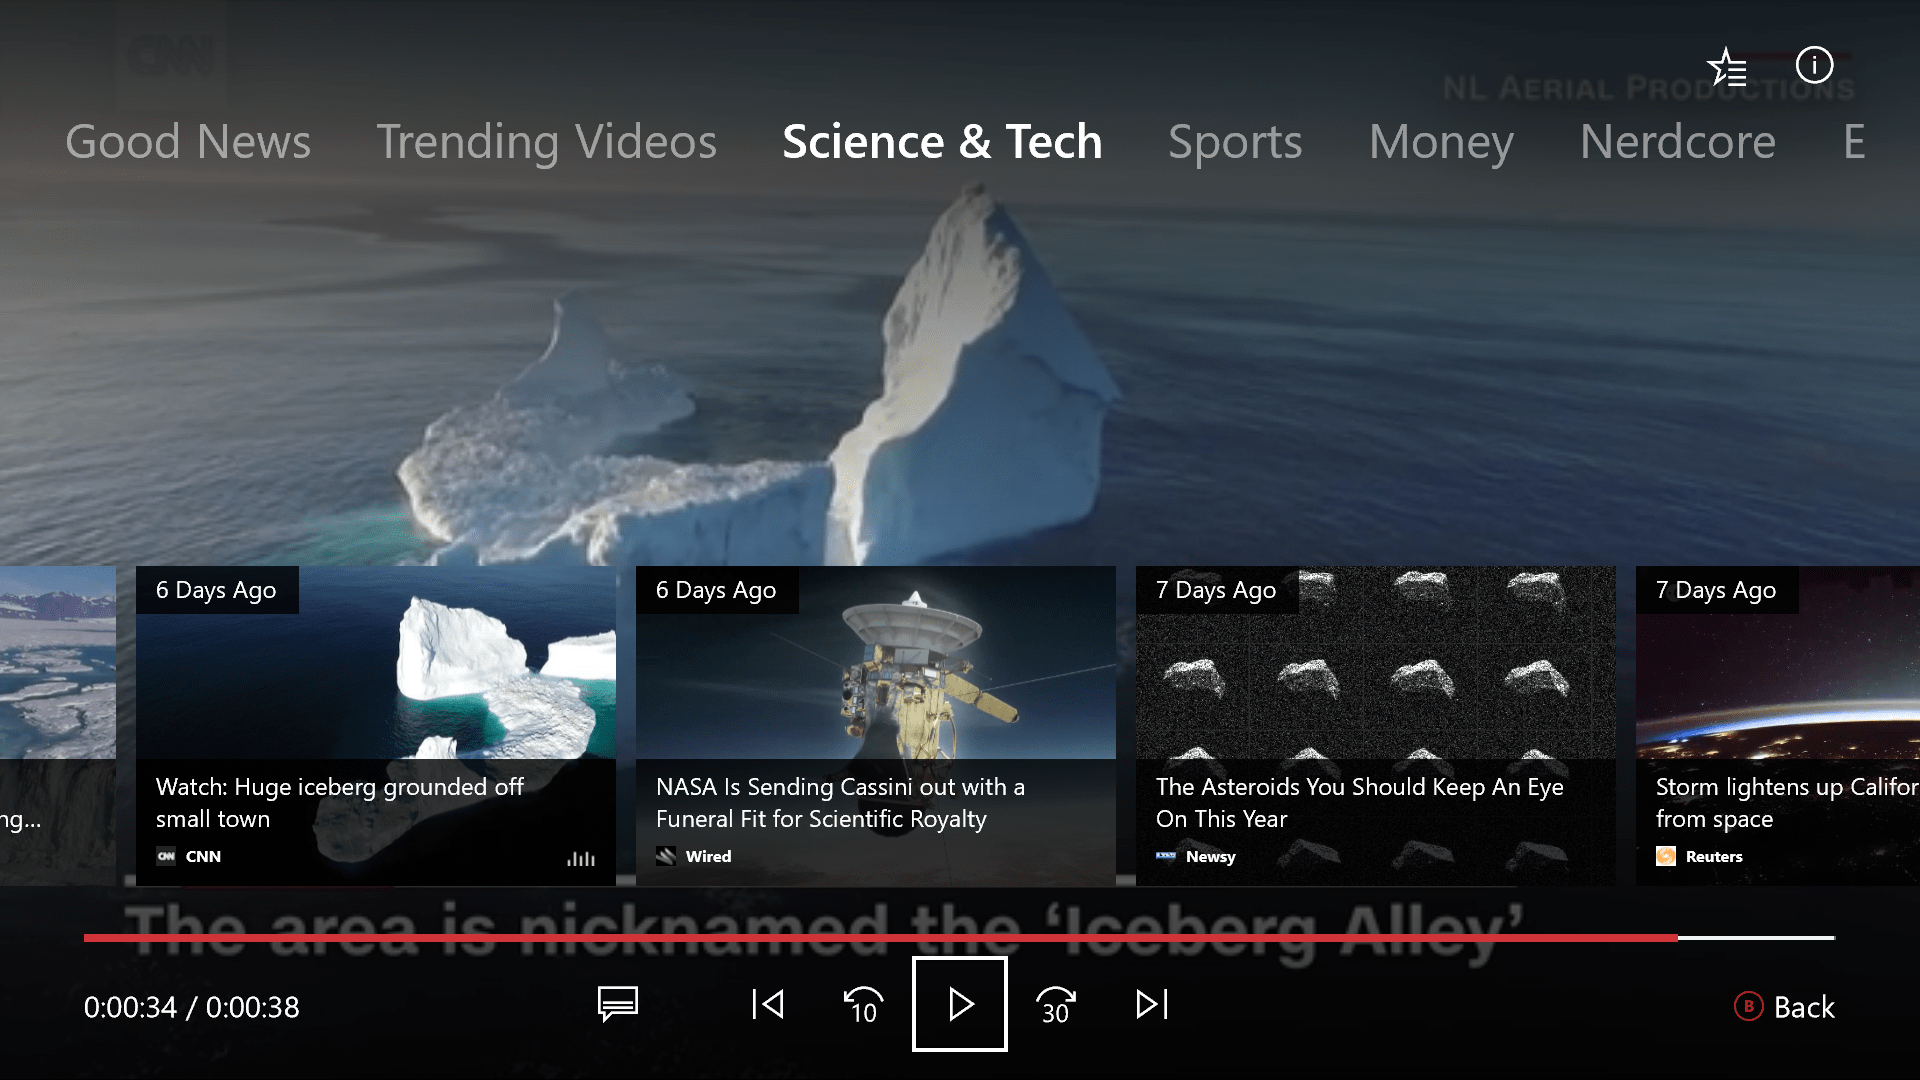 CNN
NL AERIAL PRODUCTIONS
Good News Trending Videos Science & Tech Sports Money Nerdcore E
6 Days Ago
Watch: Huge iceberg grounded off
small town
CNN CNN
6 Days Ago
NASA Is Sending Cassini out with a
Funeral Fit for Scientific Royalty
Wired
7 Days Ago
The Asteroids You Should Keep An Eye
On This Year
Newsy
7 Days Ago
Storm lightens up Califor
from space
Reuters
ng...
The area is nicknamed the ‘Iceberg Alley’
0:00:34 / 0:00:38
10
30
B Back